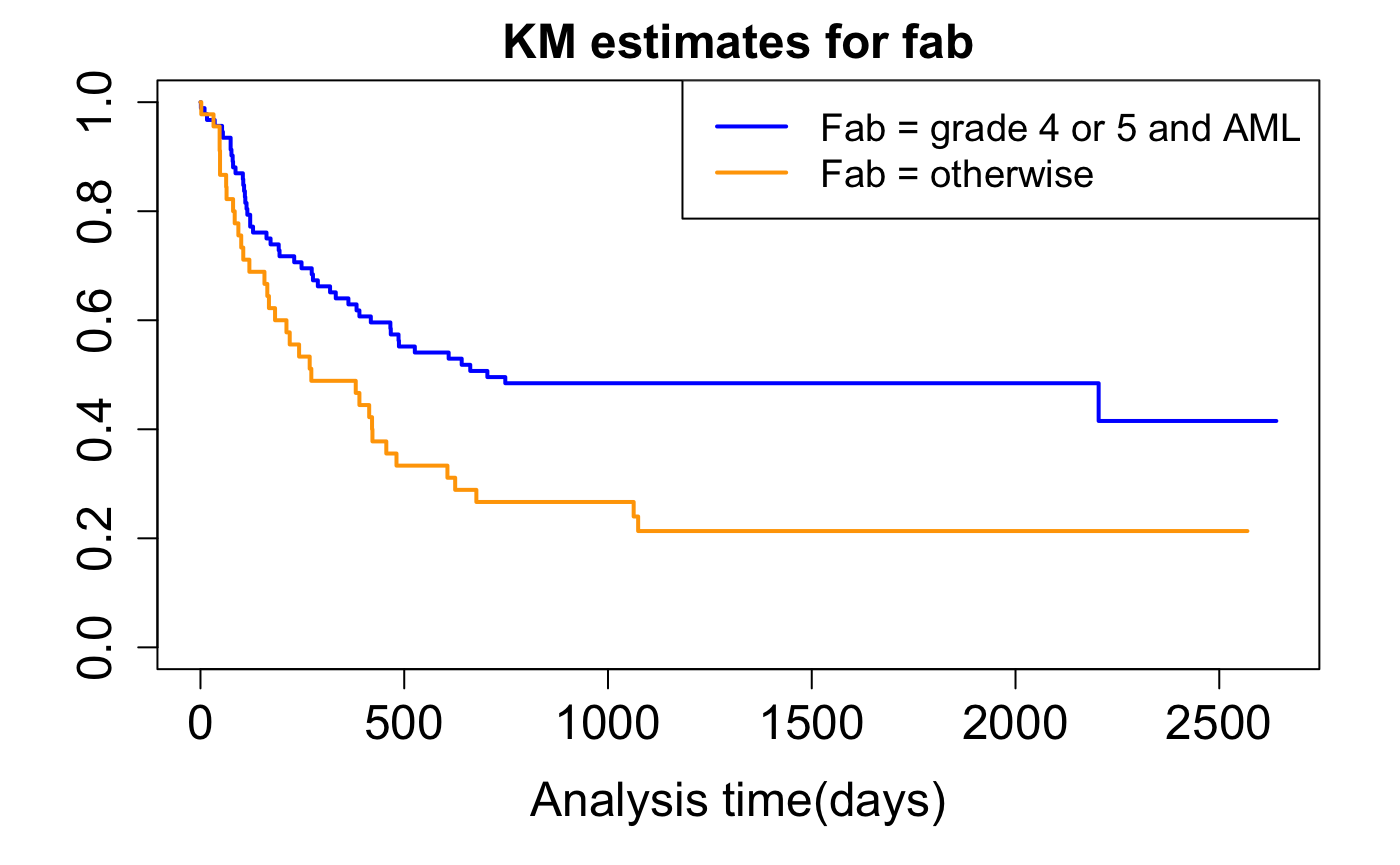 KM estimates for fab
Fab = grade 4 or 5 and AML
Fab = otherwise
1.0
0.8
0.6
0.4
0.2
0.0
0 500 1000 1500 2000 2500
Analysis time(days)